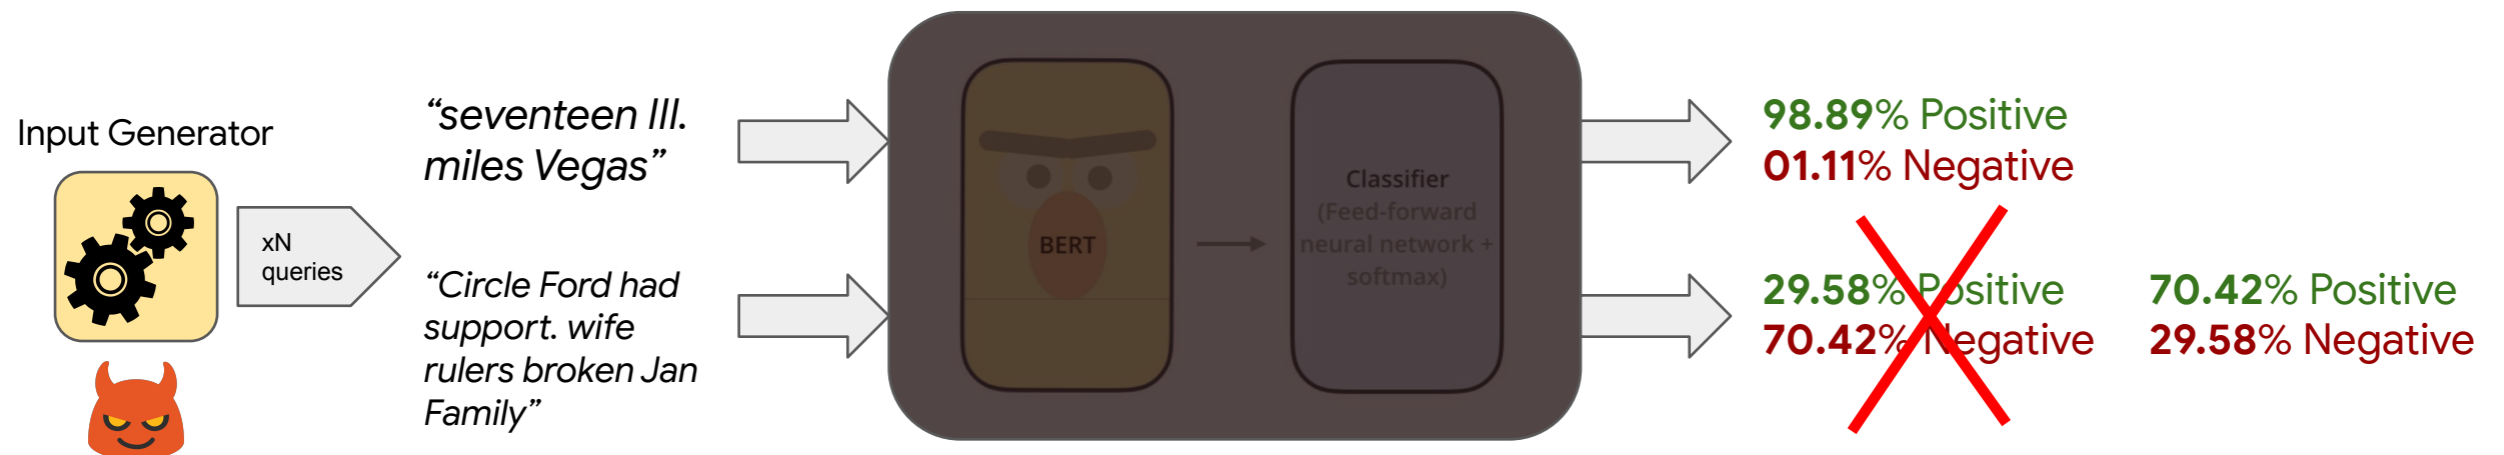 Input Generator
xN
queries
“seventeen III.
miles Vegas”
“Circle Ford had
support. wife
rulers broken Jan
Family”
BERT
Classifier
(Feed-forward
neural network +
softmax)
98.89% Positive
01.11% Negative
29.58% Positive
70.42% Negative
70.42% Positive
29.58% Negative